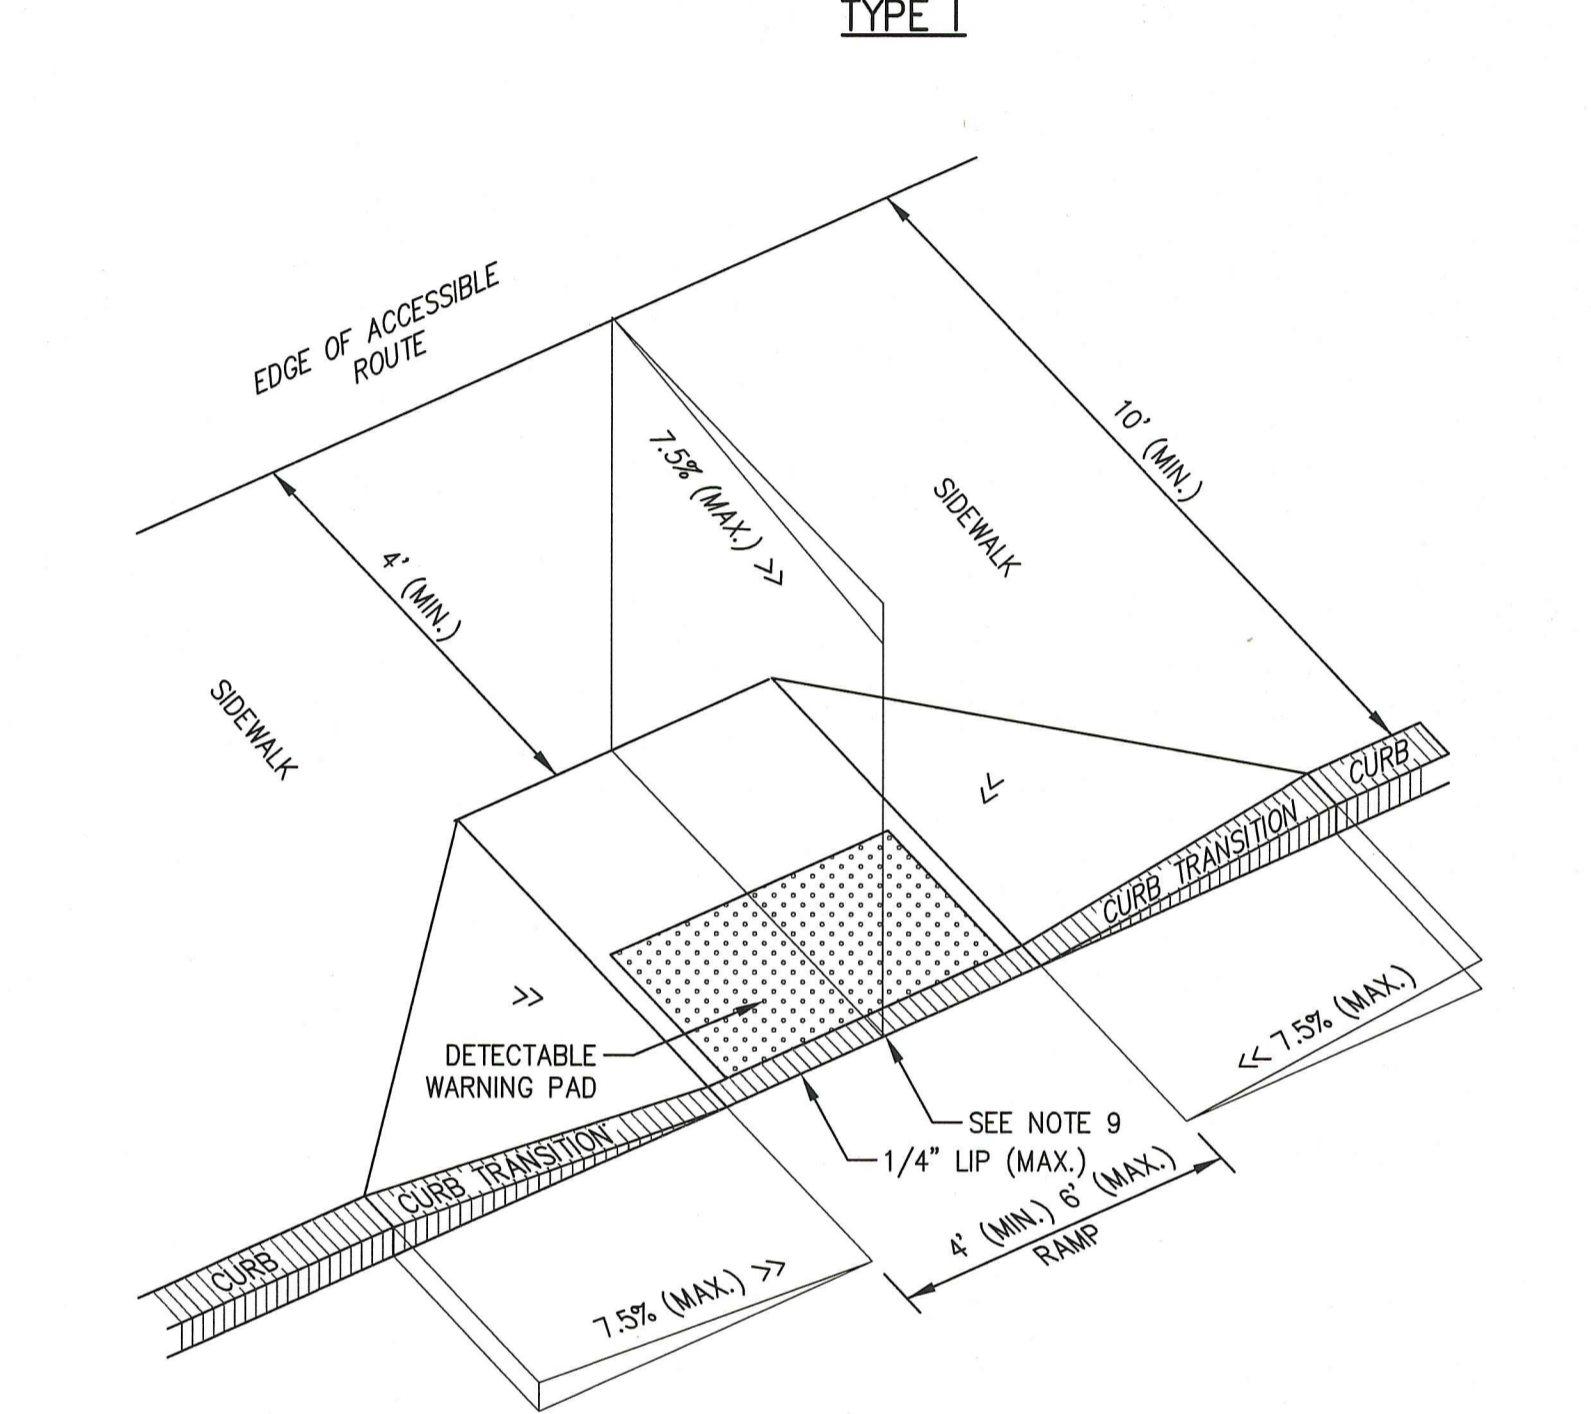 TYPE 1
EDGE OF ACCESSIBLE
ROUTE
7.5% (MAX.) >>
10' (MIN.)
SIDEWALK
4' (MIN.)
SIDEWALK
<<
CURB
CURB TRANSITION
>>
DETECTABLE
WARNING PAD
<< 7.5% (MAX.)
SEE NOTE 9
1/4" LIP (MAX.)
CURB TRANSITION
4' (MIN.) 6' (MAX.)
RAMP
CURB
7.5% (MAX.) >>